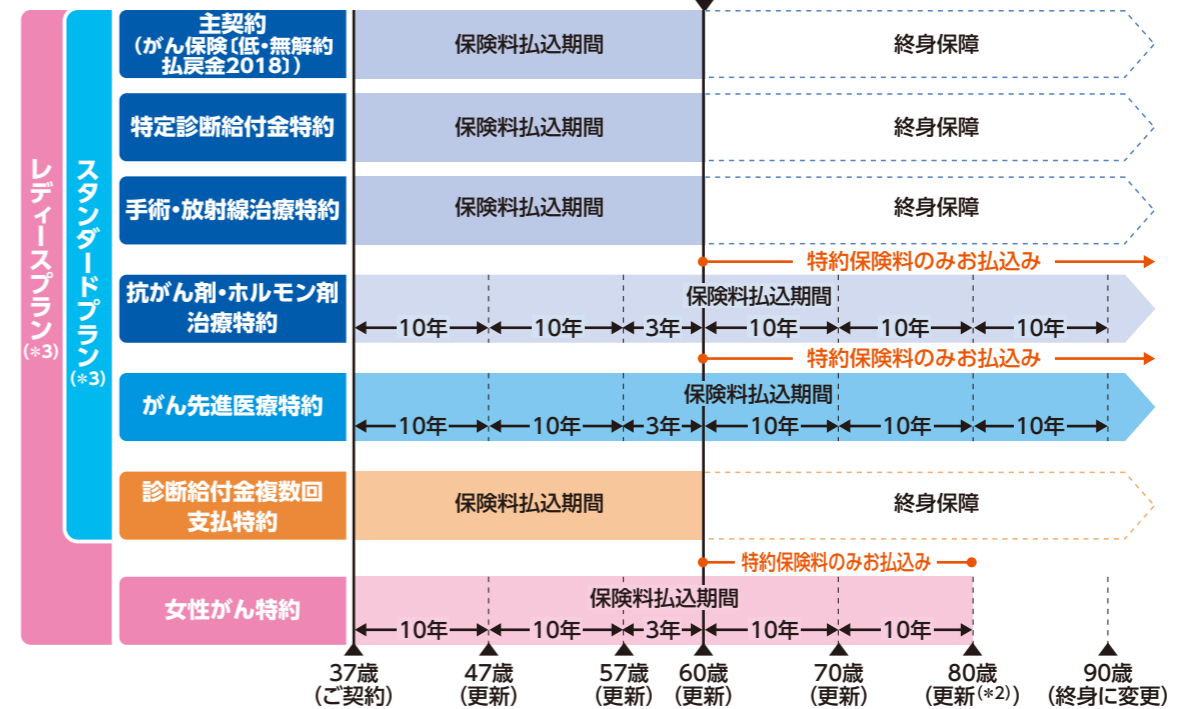 レディースプラン
(*3)
スタンダードプラン
(*3)
主契約
(がん保険〔低・無解約
払戻金2018〕)
保険料払込期間
終身保障
特定診断給付金特約
保険料払込期間
終身保障
手術・放射線治療特約
保険料払込期間
終身保障
特約保険料のみお払込み
抗がん剤・ホルモン剤
治療特約
保険料払込期間
10年 10年 3年 10年 10年 10年
特約保険料のみお払込み
がん先進医療特約
保険料払込期間
10年 10年 3年 10年 10年 10年
診断給付金複数回
支払特約
保険料払込期間
終身保障
特約保険料のみお払込み
女性がん特約
保険料払込期間
10年 10年 3年 10年 10年
37歳 47歳 57歳 60歳 70歳 80歳 90歳
(ご契約) (更新) (更新) (更新) (更新) (更新(*2)) (終身に変更)